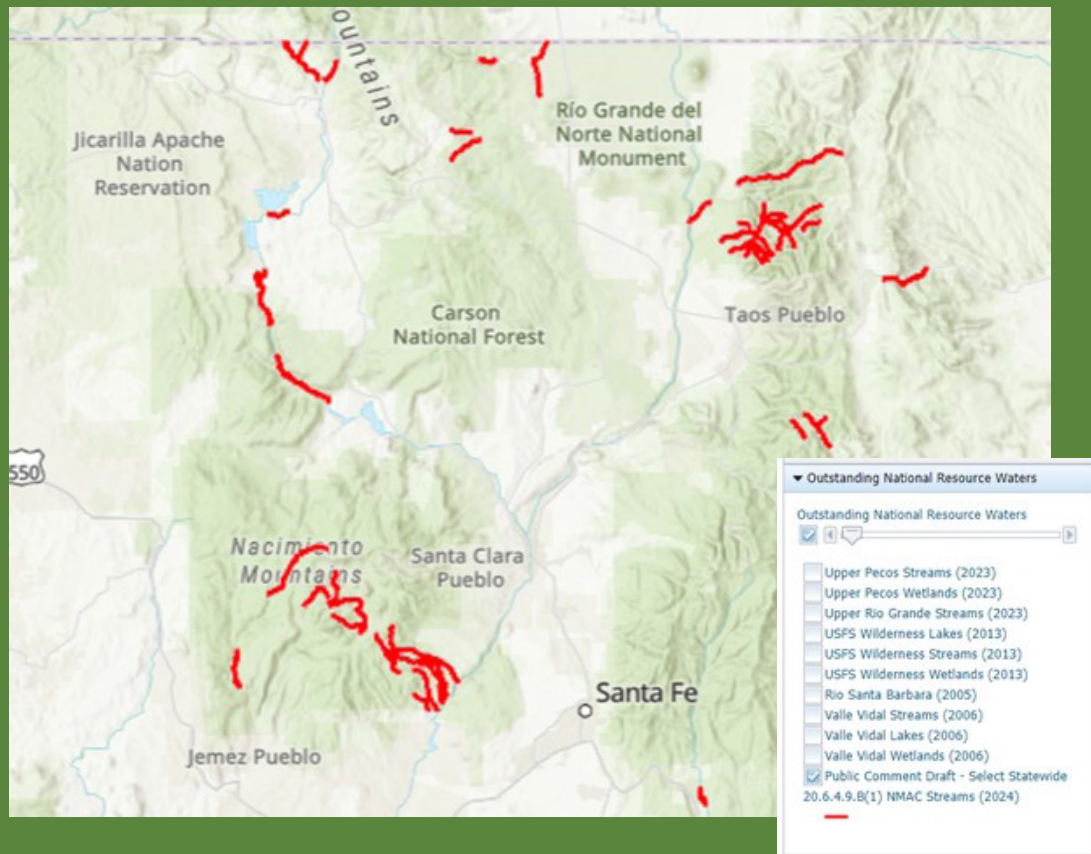 ountains
Jicarilla Apache
Nation
Reservation
Río Grande del
Norte National
Monument
Carson
National Forest
Taos Pueblo
550
Nacimiento
Mountains
Santa Clara
Pueblo
Santa Fe
Jemez Pueblo
▼ Outstanding National Resource Waters
Outstanding National Resource Waters
Upper Pecos Streams (2023)
Upper Pecos Wetlands (2023)
Upper Rio Grande Streams (2023)
USFS Wilderness Lakes (2013)
USFS Wilderness Streams (2013)
USFS Wilderness Wetlands (2013)
Rio Santa Barbara (2005)
Valle Vidal Streams (2006)
Valle Vidal Lakes (2006)
Valle Vidal Wetlands (2006)
Public Comment Draft - Select Statewide
20.6.4.9.B(1) NMAC Streams (2024)